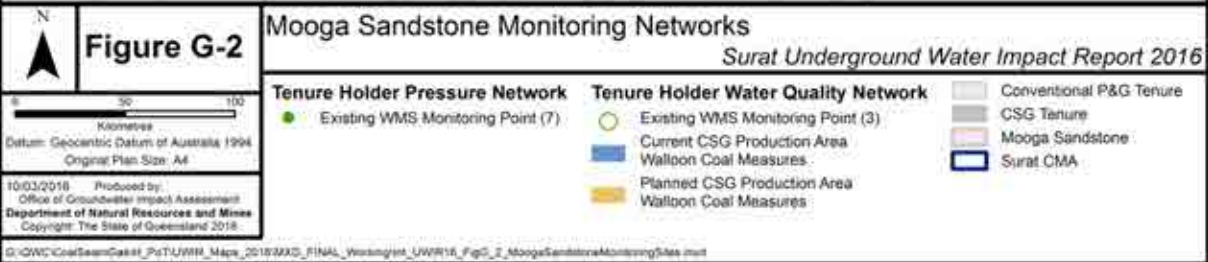 N
Figure G-2
Mooga Sandstone Monitoring Networks
Surat Underground Water Impact Report 2016
0 50 100
Kilometres
Datum: Geocentric Datum of Australia 1994
Original Plan Size: A4
10/03/2016 Produced by:
Office of Groundwater Impact Assessment
Department of Natural Resources and Mines
Copyright: The State of Queensland 2016
Tenure Holder Pressure Network
Existing WMS Monitoring Point (7)
Tenure Holder Water Quality Network
Existing WMS Monitoring Point (3)
Current CSG Production Area
Walloon Coal Measures
Planned CSG Production Area
Walloon Coal Measures
Conventional P&G Tenure
CSG Tenure
Mooga Sandstone
Surat CMA